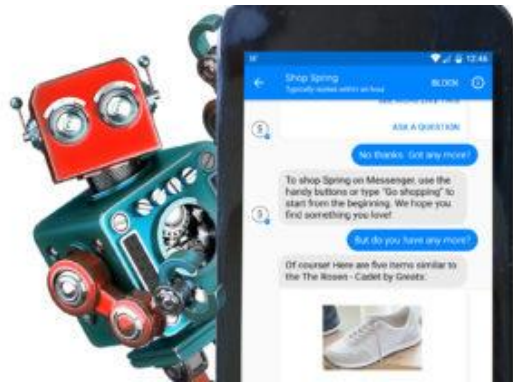 12:46
Shop Spring
Typically replies within an hour
BLOCK
ASK A QUESTION
No thanks. Got any more?
To shop Spring on Messenger, use the
handy buttons or type "Go shopping" to
start from the beginning. We hope you
find something you love!
But do you have any more?
Of course! Here are five items similar to
the The Rosen - Cadet by Greats: